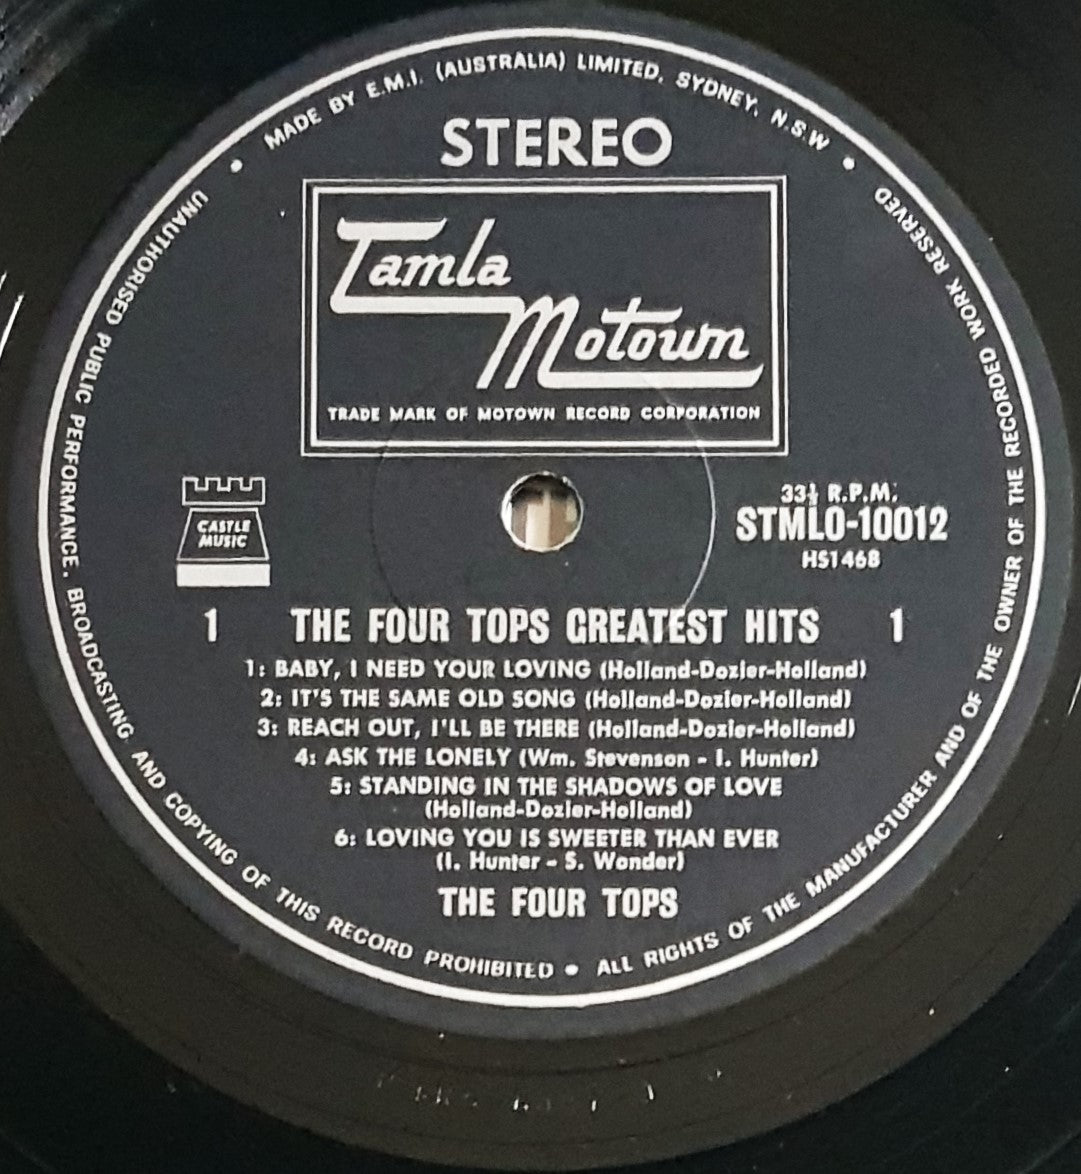 MADE BY E.M.I. (AUSTRALIA) LIMITED, SYDNEY, N.S.W
STEREO
Tamla
Motown
TRADE MARK OF MOTOWN RECORD CORPORATION
CASTLE
MUSIC
33⅓ R.P.M.
STMLO-10012
HS1468
1 THE FOUR TOPS GREATEST HITS 1
1: BABY, I NEED YOUR LOVING (Holland-Dozier-Holland)
2: IT'S THE SAME OLD SONG (Holland-Dozier-Holland)
3: REACH OUT, I'LL BE THERE (Holland-Dozier-Holland)
4: ASK THE LONELY (Wm. Stevenson - I. Hunter)
5: STANDING IN THE SHADOWS OF LOVE
(Holland-Dozier-Holland)
6: LOVING YOU IS SWEETER THAN EVER
(I. Hunter - S. Wonder)
THE FOUR TOPS
UNAUTHORISED PUBLIC PERFORMANCE, BROADCASTING AND COPYING OF THIS RECORD PROHIBITED • ALL RIGHTS OF THE MANUFACTURER AND OF THE OWNER OF THE RECORDED WORK RESERVED